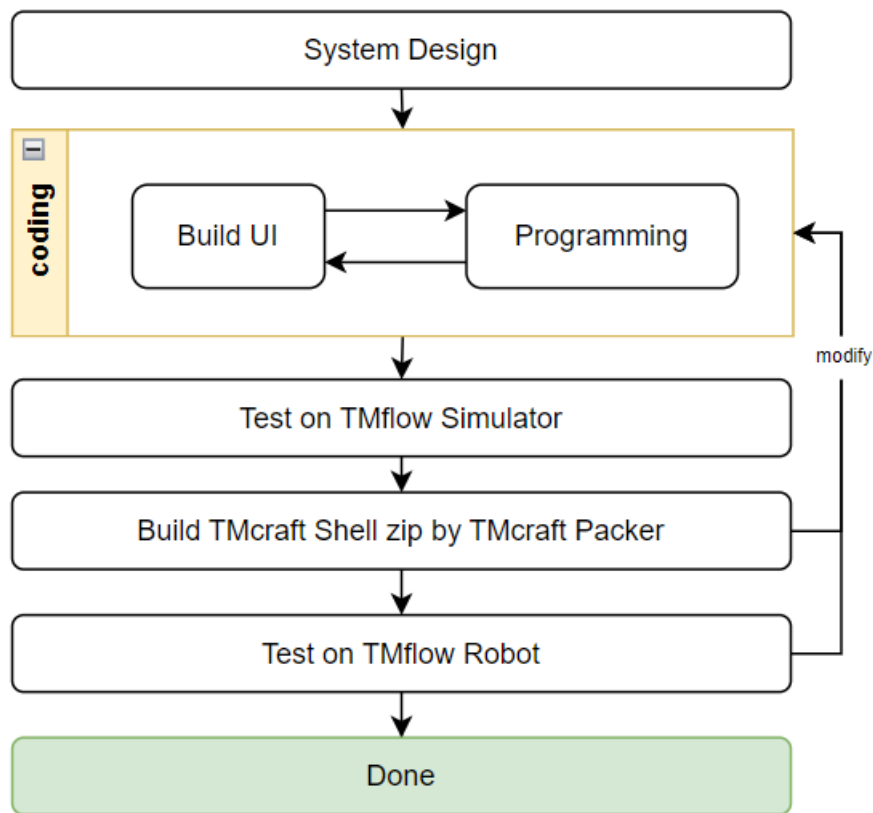 System Design
coding
Build UI
Programming
modify
Test on TMflow Simulator
Build TMcraft Shell zip by TMcraft Packer
Test on TMflow Robot
Done